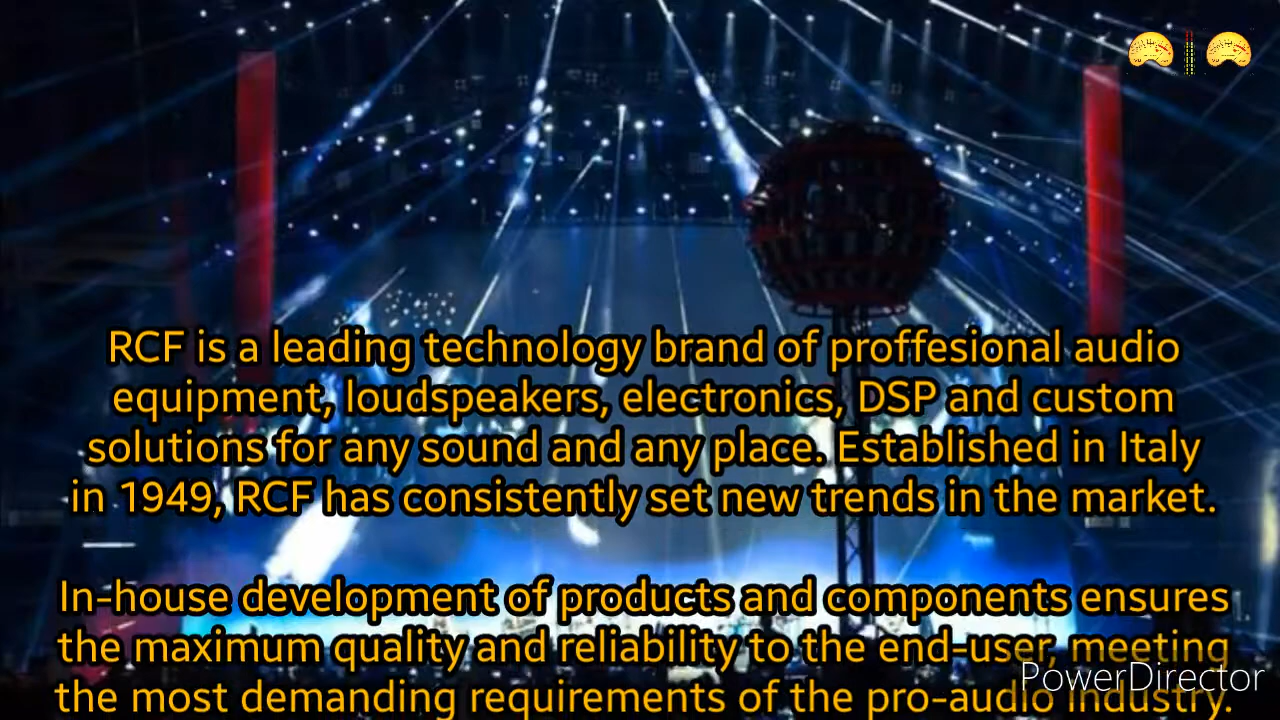 RCF is a leading technology brand of proffesional audio
equipment, loudspeakers, electronics, DSP and custom
solutions for any sound and any place. Established in Italy
in 1949, RCF has consistently set new trends in the market.
In-house development of products and components ensures
the maximum quality and reliability to the end-user, meeting
the most demanding requirements of the pro-audio industry.
PowerDirector